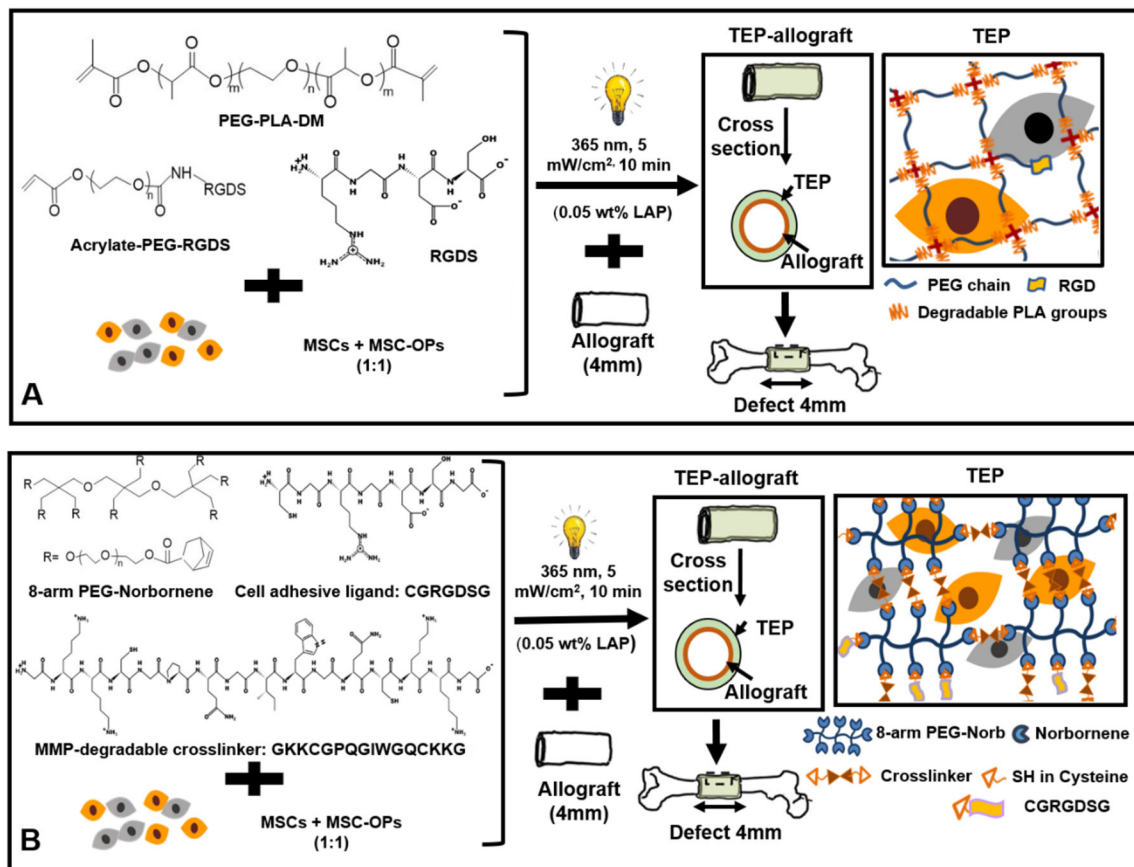 A
PEG-PLA-DM
O
O
O
m
O
n
O
m
O
O
O
O
O
n
NH
RGDS
O
Acrylate-PEG-RGDS
RGDS
MSCs + MSC-OPs
(1:1)
365 nm, 5
mW/cm², 10 min
(0.05 wt% LAP)
Allograft
(4mm)
TEP-allograft
Cross
section
TEP
Allograft
Defect 4mm
TEP
PEG chain
RGD
Degradable PLA groups
B
R
R
R
R
R
R
R
R
R= O
8-arm PEG-Norbornene
Cell adhesive ligand: CGRGDSG
MMP-degradable crosslinker: GKKCGPQGIWGQCKKG
MSCs + MSC-OPs
(1:1)
365 nm, 5
mW/cm², 10 min
(0.05 wt% LAP)
Allograft
(4mm)
TEP-allograft
Cross
section
TEP
Allograft
Defect 4mm
TEP
8-arm PEG-Norb
Norbornene
Crosslinker
SH in Cysteine
CGRGDSG